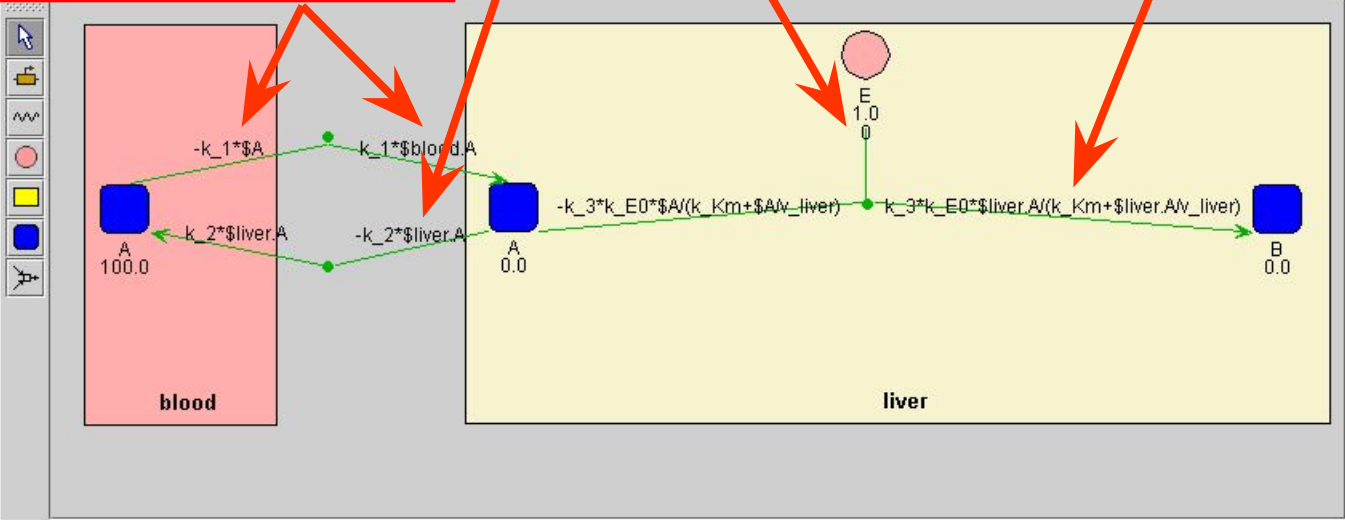 E
1.0
0
-k_1*$A
k_1*$blood.A
-k_3*k_E0*$A/(k_Km+$A/v_liver)
k_3*k_E0*$liver.A/(k_Km+$liver.A/v_liver)
k_2*$liver.A
-k_2*$liver.A
A
100.0
A
0.0
B
0.0
blood
liver